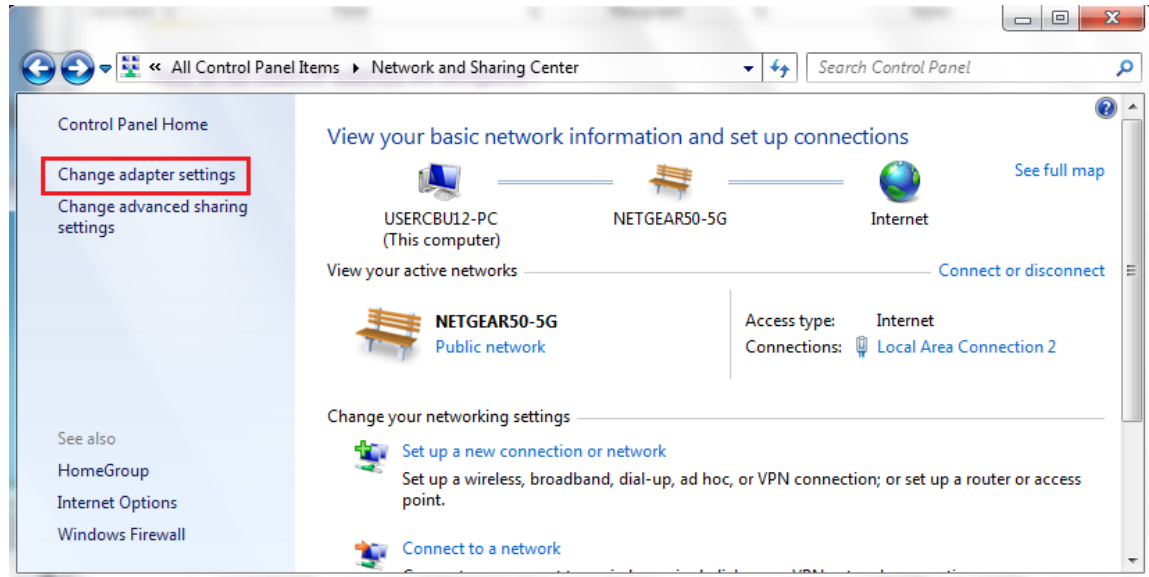 « All Control Panel Items ▸ Network and Sharing Center
Search Control Panel
Control Panel Home
Change adapter settings
Change advanced sharing
settings
See also
HomeGroup
Internet Options
Windows Firewall
View your basic network information and set up connections
See full map
USERCBU12-PC
(This computer)
NETGEAR50-5G
Internet
View your active networks
Connect or disconnect
NETGEAR50-5G
Public network
Access type: Internet
Connections: Local Area Connection 2
Change your networking settings
Set up a new connection or network
Set up a wireless, broadband, dial-up, ad hoc, or VPN connection; or set up a router or access
point.
Connect to a network